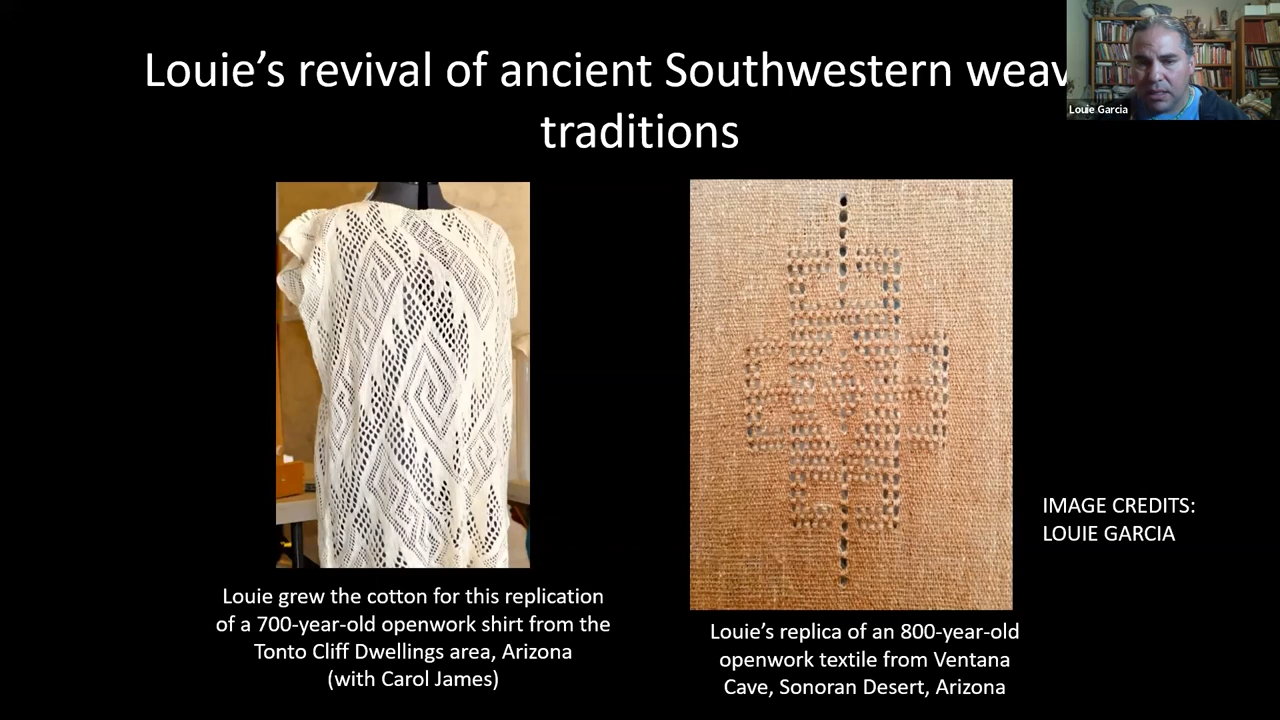 Louie's revival of ancient Southwestern weav
traditions
Louie Garcia
IMAGE CREDITS:
LOUIE GARCIA
Louie grew the cotton for this replication
of a 700-year-old openwork shirt from the
Tonto Cliff Dwellings area, Arizona
(with Carol James)
Louie's replica of an 800-year-old
openwork textile from Ventana
Cave, Sonoran Desert, Arizona